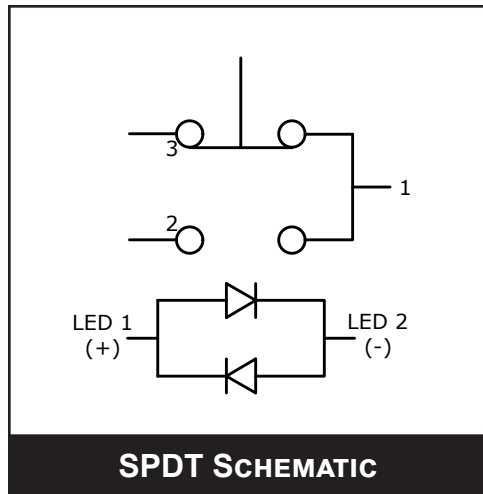 3
1
2
LED 1
(+)
LED 2
(-)
SPDT SCHEMATIC